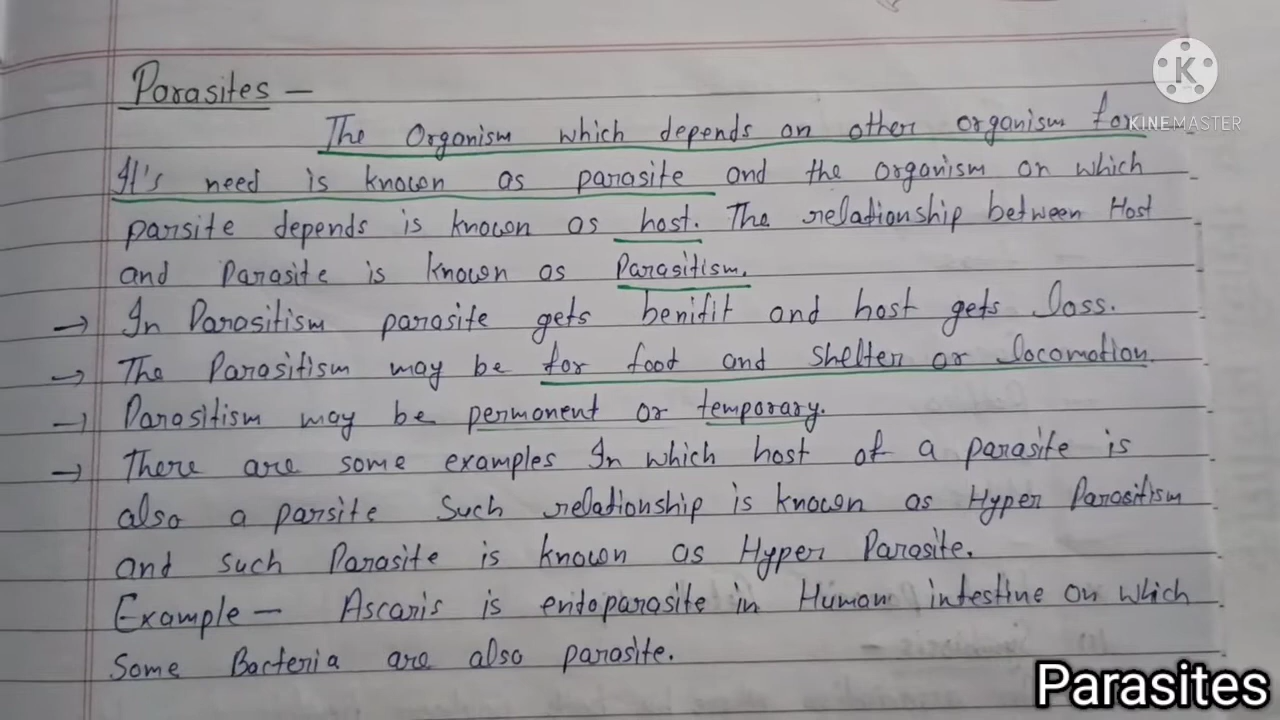 Parasites —
K
KINEMASTER
The Organism which depends on other organism for
It's need is known as parasite and the organism on which
parsite depends is known as host. The relationship between Host
and Parasite is known as Parasitism.
→ In Parasitism parasite gets benifit and host gets loss.
→ The Parasitism may be for food and shelter or locomotion.
→ Parasitism may be permanent or temporary.
→ There are some examples In which host of a parasite is
also a parsite Such relationship is known as Hyper Parasitism
and such Parasite is known as Hyper Parasite.
Example — Ascaris is endoparasite in Human intestine on which
Some Bacteria are also parasite.
Parasites